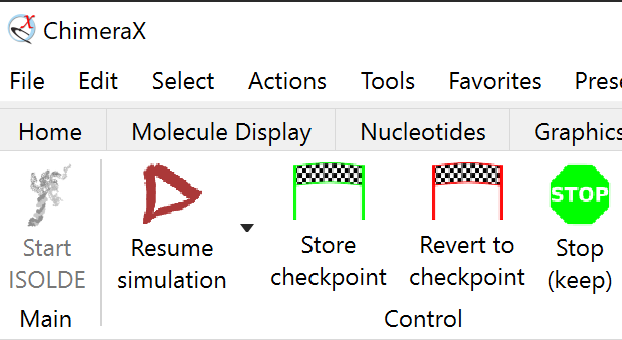 ChimeraX
File Edit Select Actions Tools Favorites Prese
Home Molecule Display Nucleotides Graphics
Start ISOLDE
Resume simulation
Store checkpoint
Revert to checkpoint
STOP
Stop (keep)
Main Control